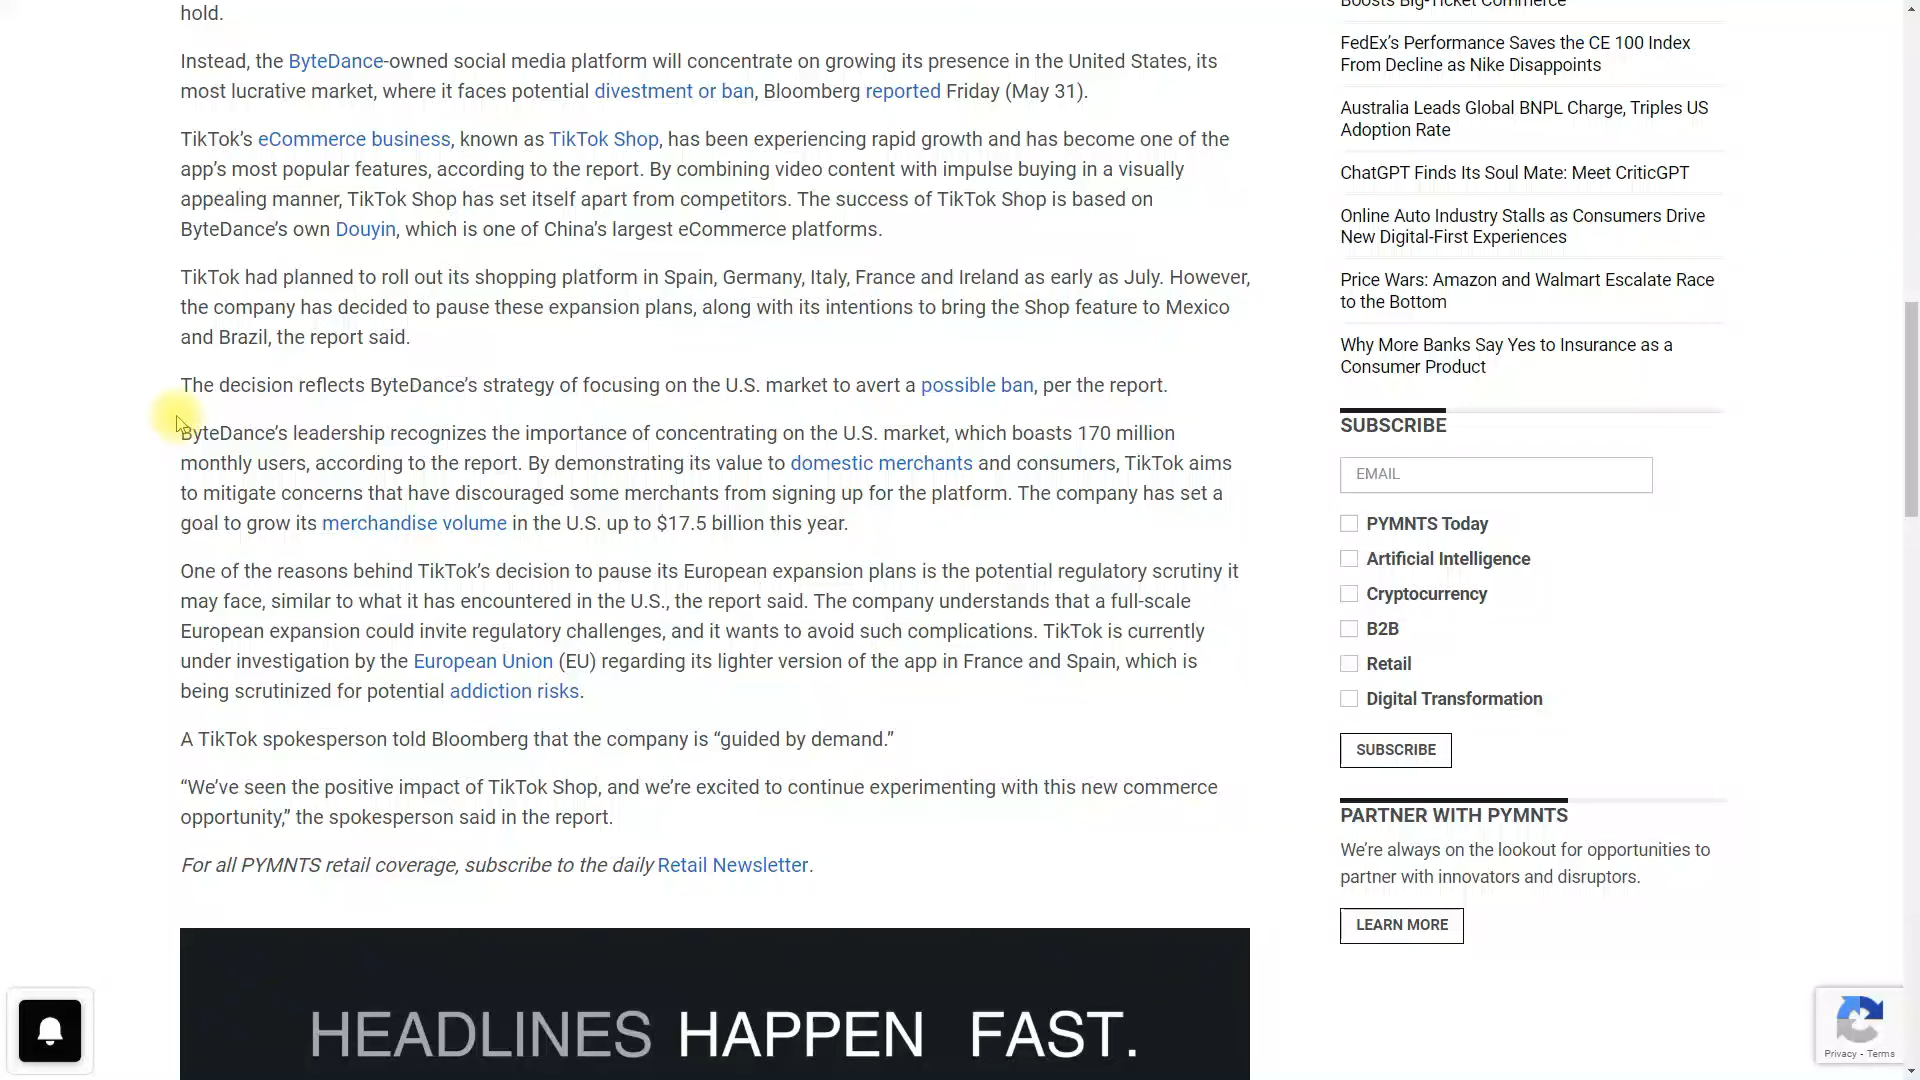 hold.
Instead, the ByteDance-owned social media platform will concentrate on growing its presence in the United States, its
most lucrative market, where it faces potential divestment or ban, Bloomberg reported Friday (May 31).
TikTok’s eCommerce business, known as TikTok Shop, has been experiencing rapid growth and has become one of the
app’s most popular features, according to the report. By combining video content with impulse buying in a visually
appealing manner, TikTok Shop has set itself apart from competitors. The success of TikTok Shop is based on
ByteDance’s own Douyin, which is one of China’s largest eCommerce platforms.
TikTok had planned to roll out its shopping platform in Spain, Germany, Italy, France and Ireland as early as July. However,
the company has decided to pause these expansion plans, along with its intentions to bring the Shop feature to Mexico
and Brazil, the report said.
The decision reflects ByteDance’s strategy of focusing on the U.S. market to avert a possible ban, per the report.
ByteDance’s leadership recognizes the importance of concentrating on the U.S. market, which boasts 170 million
monthly users, according to the report. By demonstrating its value to domestic merchants and consumers, TikTok aims
to mitigate concerns that have discouraged some merchants from signing up for the platform. The company has set a
goal to grow its merchandise volume in the U.S. up to $17.5 billion this year.
One of the reasons behind TikTok’s decision to pause its European expansion plans is the potential regulatory scrutiny it
may face, similar to what it has encountered in the U.S., the report said. The company understands that a full-scale
European expansion could invite regulatory challenges, and it wants to avoid such complications. TikTok is currently
under investigation by the European Union (EU) regarding its lighter version of the app in France and Spain, which is
being scrutinized for potential addiction risks.
A TikTok spokesperson told Bloomberg that the company is “guided by demand.”
“We’ve seen the positive impact of TikTok Shop, and we’re excited to continue experimenting with this new commerce
opportunity,” the spokesperson said in the report.
For all PYMNTS retail coverage, subscribe to the daily Retail Newsletter.
HEADLINES HAPPEN FAST.
Boosts Big-Ticket Commerce
FedEx’s Performance Saves the CE 100 Index
From Decline as Nike Disappoints
Australia Leads Global BNPL Charge, Triples US
Adoption Rate
ChatGPT Finds Its Soul Mate: Meet CriticGPT
Online Auto Industry Stalls as Consumers Drive
New Digital-First Experiences
Price Wars: Amazon and Walmart Escalate Race
to the Bottom
Why More Banks Say Yes to Insurance as a
Consumer Product
SUBSCRIBE
EMAIL
PYMNTS Today
Artificial Intelligence
Cryptocurrency
B2B
Retail
Digital Transformation
SUBSCRIBE
PARTNER WITH PYMNTS
We’re always on the lookout for opportunities to
partner with innovators and disruptors.
LEARN MORE
Privacy - Terms